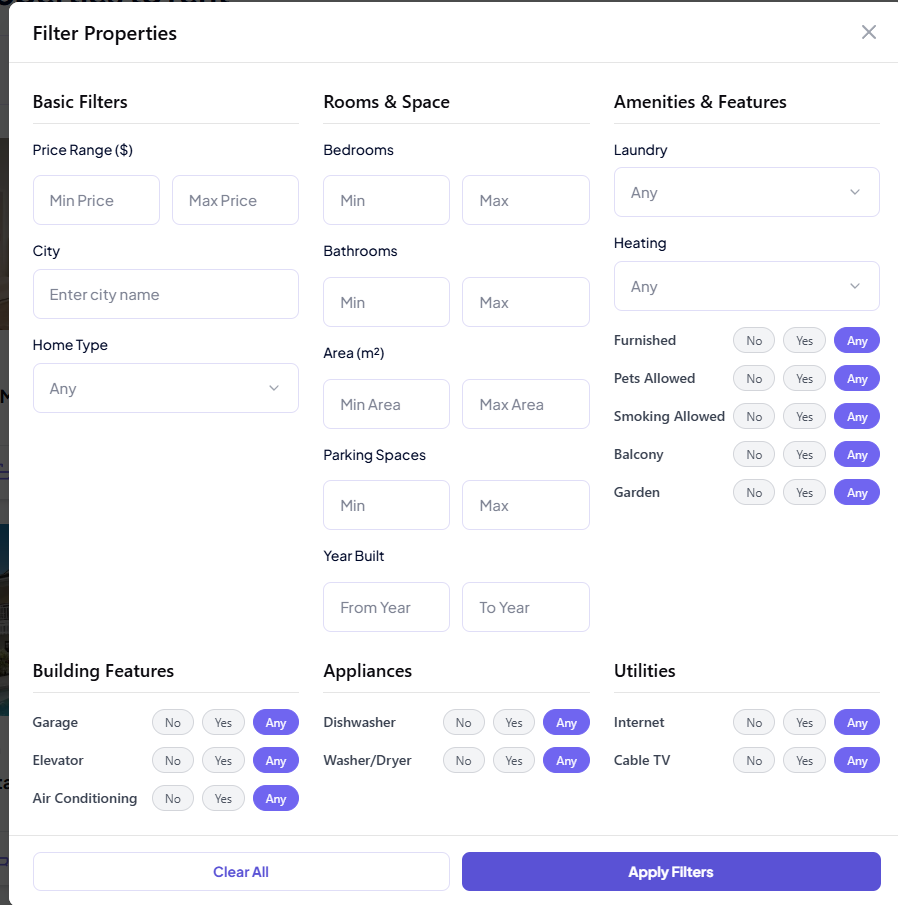 Filter Properties
Basic Filters
Price Range ($)
Min Price
Max Price
City
Enter city name
Home Type
Any
Rooms & Space
Bedrooms
Min
Max
Bathrooms
Min
Max
Area (m²)
Min Area
Max Area
Parking Spaces
Min
Max
Year Built
From Year
To Year
Amenities & Features
Laundry
Any
Heating
Any
Furnished No Yes Any
Pets Allowed No Yes Any
Smoking Allowed No Yes Any
Balcony No Yes Any
Garden No Yes Any
Building Features
Garage No Yes Any
Elevator No Yes Any
Air Conditioning No Yes Any
Appliances
Dishwasher No Yes Any
Washer/Dryer No Yes Any
Utilities
Internet No Yes Any
Cable TV No Yes Any
Clear All
Apply Filters